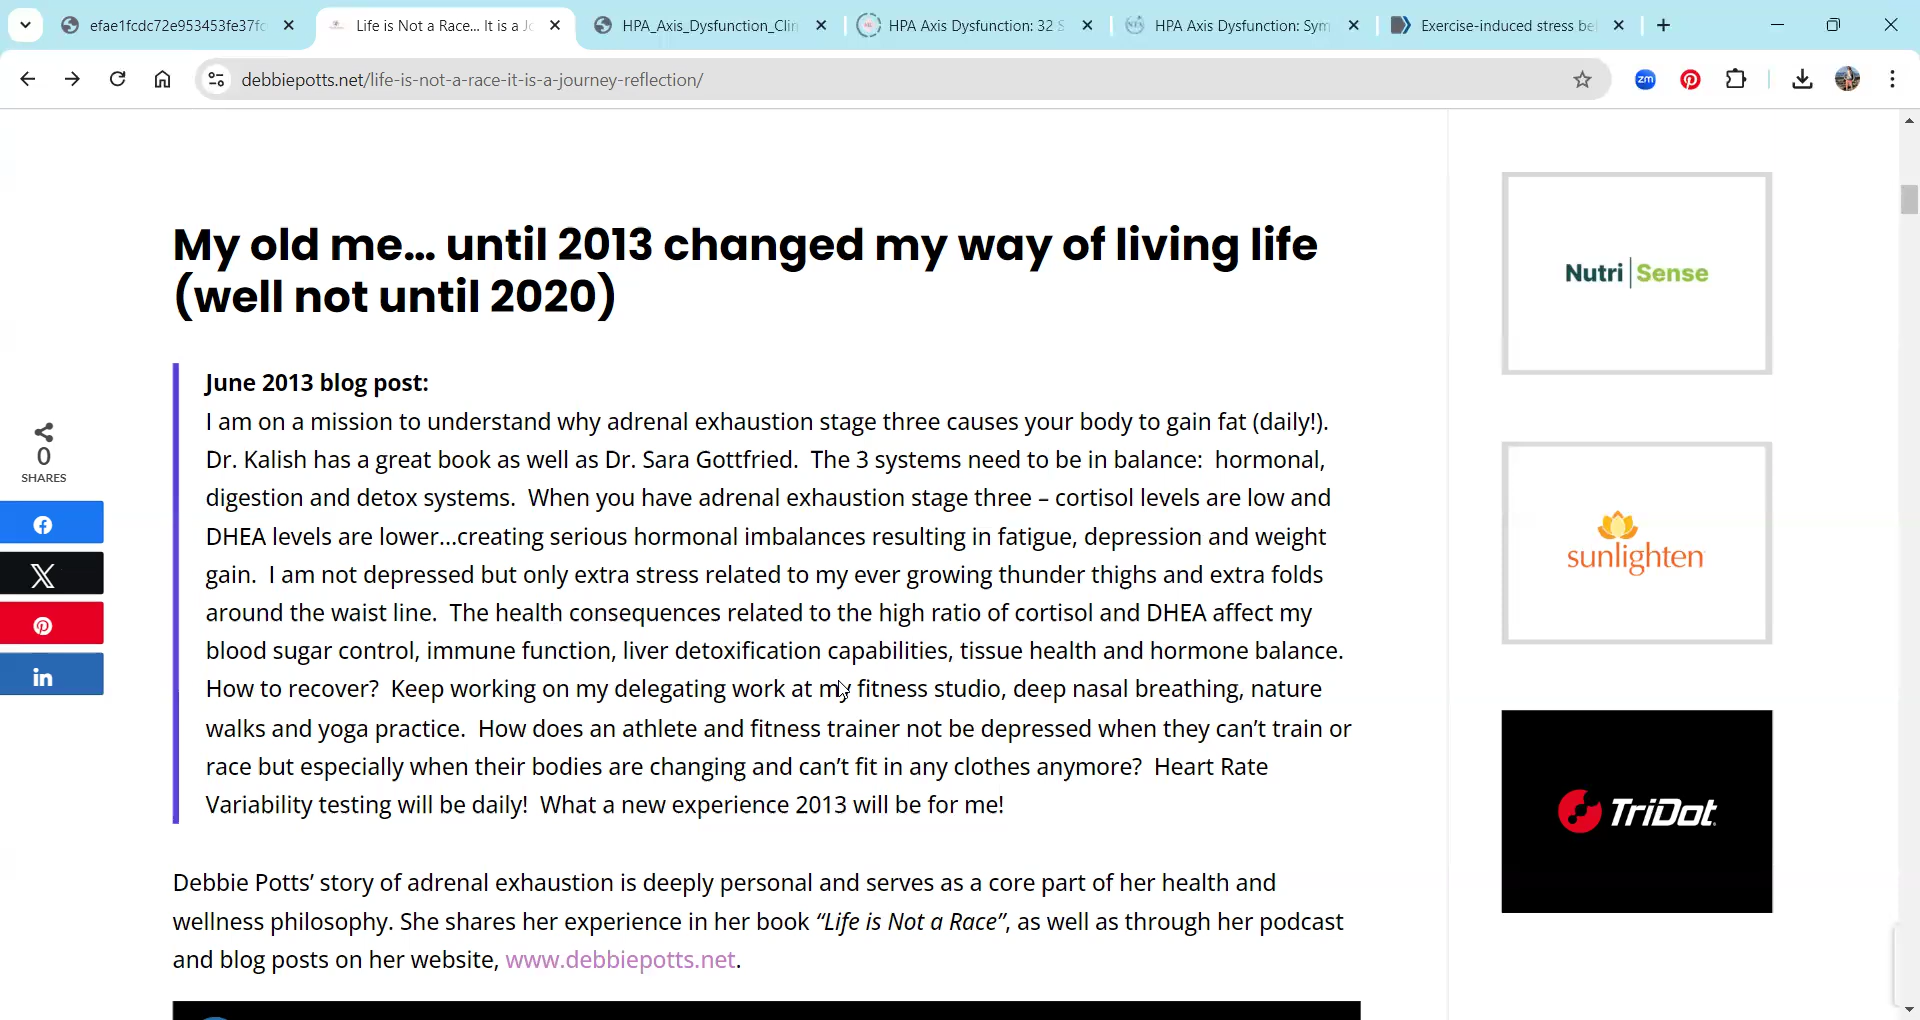 efae1fcdc72e953453fe37fc
Life is Not a Race... It is a Jo
HPA_Axis_Dysfunction_Clin
HPA Axis Dysfunction: 32 S
HPA Axis Dysfunction: Sym
Exercise-induced stress be
debbiepotts.net/life-is-not-a-race-it-is-a-journey-reflection/
zm
My old me... until 2013 changed my way of living life
(well not until 2020)
June 2013 blog post:
I am on a mission to understand why adrenal exhaustion stage three causes your body to gain fat (daily!).
Dr. Kalish has a great book as well as Dr. Sara Gottfried.  The 3 systems need to be in balance:  hormonal,
digestion and detox systems.  When you have adrenal exhaustion stage three – cortisol levels are low and
DHEA levels are lower...creating serious hormonal imbalances resulting in fatigue, depression and weight
gain.  I am not depressed but only extra stress related to my ever growing thunder thighs and extra folds
around the waist line.  The health consequences related to the high ratio of cortisol and DHEA affect my
blood sugar control, immune function, liver detoxification capabilities, tissue health and hormone balance.
How to recover?  Keep working on my delegating work at my fitness studio, deep nasal breathing, nature
walks and yoga practice.  How does an athlete and fitness trainer not be depressed when they can’t train or
race but especially when their bodies are changing and can’t fit in any clothes anymore?  Heart Rate
Variability testing will be daily!  What a new experience 2013 will be for me!
Debbie Potts’ story of adrenal exhaustion is deeply personal and serves as a core part of her health and
wellness philosophy. She shares her experience in her book “Life is Not a Race”, as well as through her podcast
and blog posts on her website, www.debbiepotts.net.
0
SHARES
in
Nutri|Sense
sunlighten
TriDot